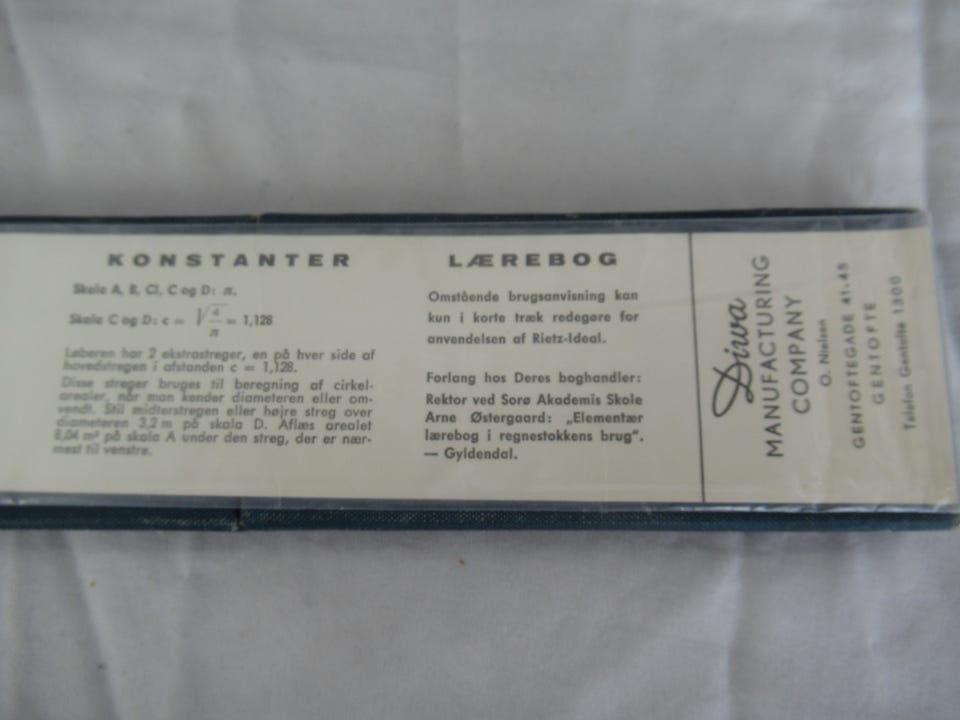 KONSTANTER
Skala A, B, CI, C og D: π.
Skala C og D: c = √4/π = 1,128
Løberen har 2 ekstrastreger, en på hver side af
hovedstregen i afstanden c = 1,128.
Disse streger bruges til beregning af cirkel-
arealer, når man kender diameteren eller om-
vendt. Stil midterstregen eller højre streg over
diameteren 3,2 m på skala D. Aflæs arealet
8,04 m² på skala A under den streg, der er nær-
mest til venstre.
LÆREBOG
Omstående brugsanvisning kan
kun i korte træk redegøre for
anvendelsen af Rietz-Ideal.
Forlang hos Deres boghandler:
Rektor ved Sorø Akademis Skole
Arne Østergaard: „Elementær
lærebog i regnestokkens brug“.
— Gyldendal.
Diwa
MANUFACTURING
COMPANY
O. Nielsen
GENTOFTEGADE 41-45
GENTOFTE
Telefon Gentofte 1300